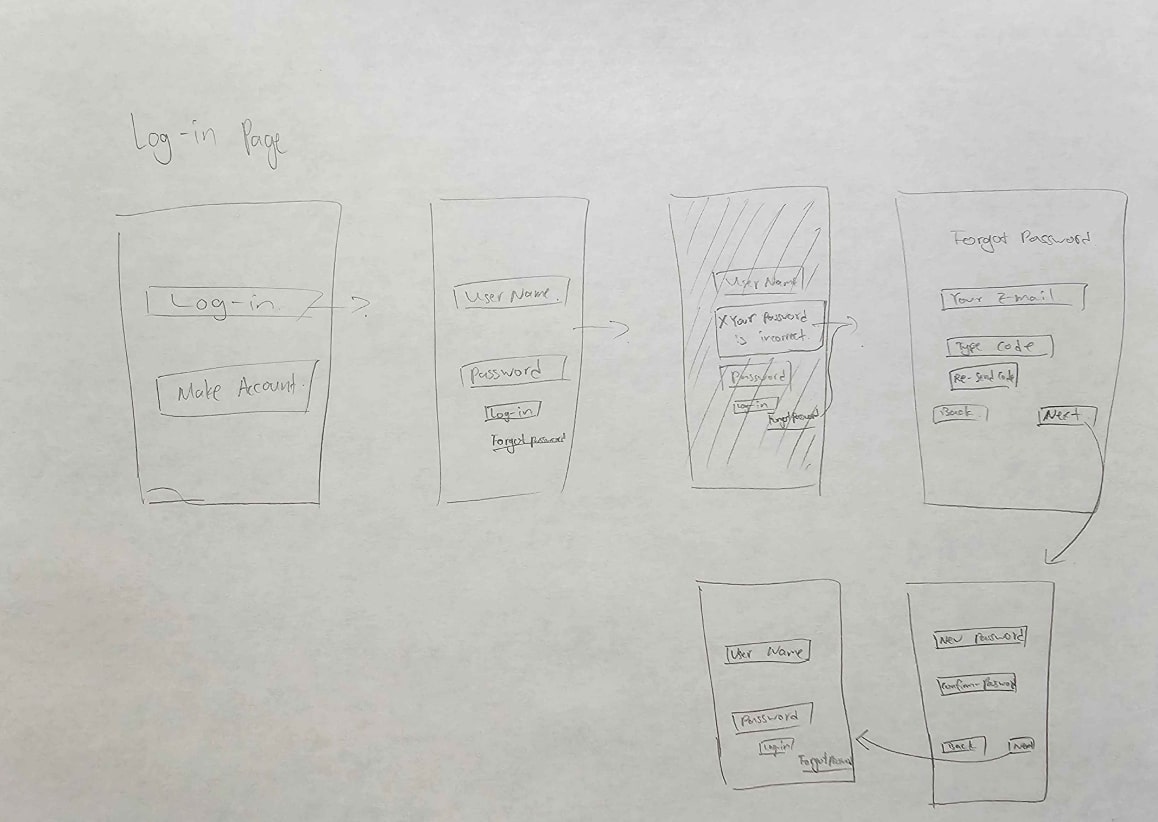 Log-in Page
Log-in
Make Account.
User Name.
Password
Log-in
Forgot password
User Name
X Your Password
is incorrect.
Password
Log-in
Forgot Password
Forgot Password
Your E-mail
Type Code
Re-Send Code
Back
Next
New Password
Confirm-Password
Back
Next
User Name
Password
Log-in
Forgot Password